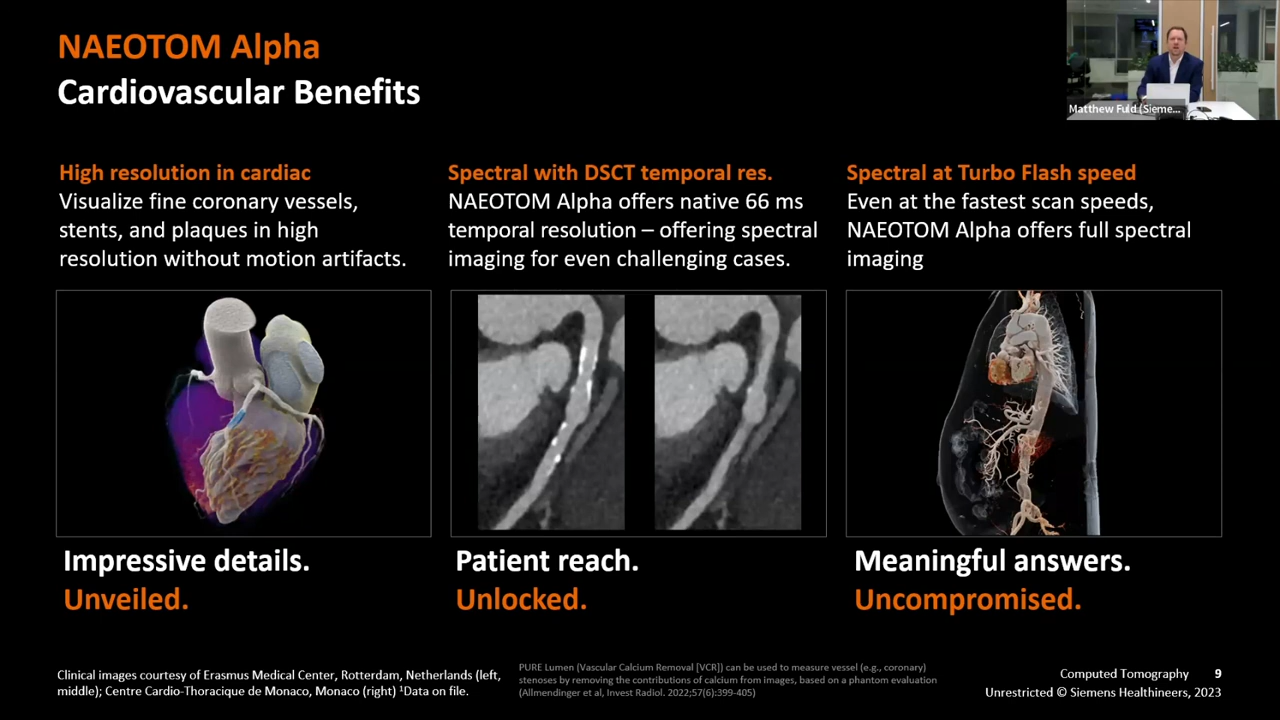 NAEOTOM Alpha
Cardiovascular Benefits
Matthew Fuld (Sieme...
High resolution in cardiac
Visualize fine coronary vessels,
stents, and plaques in high
resolution without motion artifacts.
Spectral with DSCT temporal res.
NAEOTOM Alpha offers native 66 ms
temporal resolution – offering spectral
imaging for even challenging cases.
Spectral at Turbo Flash speed
Even at the fastest scan speeds,
NAEOTOM Alpha offers full spectral
imaging
Impressive details.
Unveiled.
Patient reach.
Unlocked.
Meaningful answers.
Uncompromised.
Clinical images courtesy of Erasmus Medical Center, Rotterdam, Netherlands (left,
middle); Centre Cardio-Thoracique de Monaco, Monaco (right) ¹Data on file.
PURE Lumen (Vascular Calcium Removal [VCR]) can be used to measure vessel (e.g., coronary)
stenoses by removing the contributions of calcium from images, based on a phantom evaluation
(Allmendinger et al, Invest Radiol. 2022;57(6):399-405)
Computed Tomography 9
Unrestricted © Siemens Healthineers, 2023